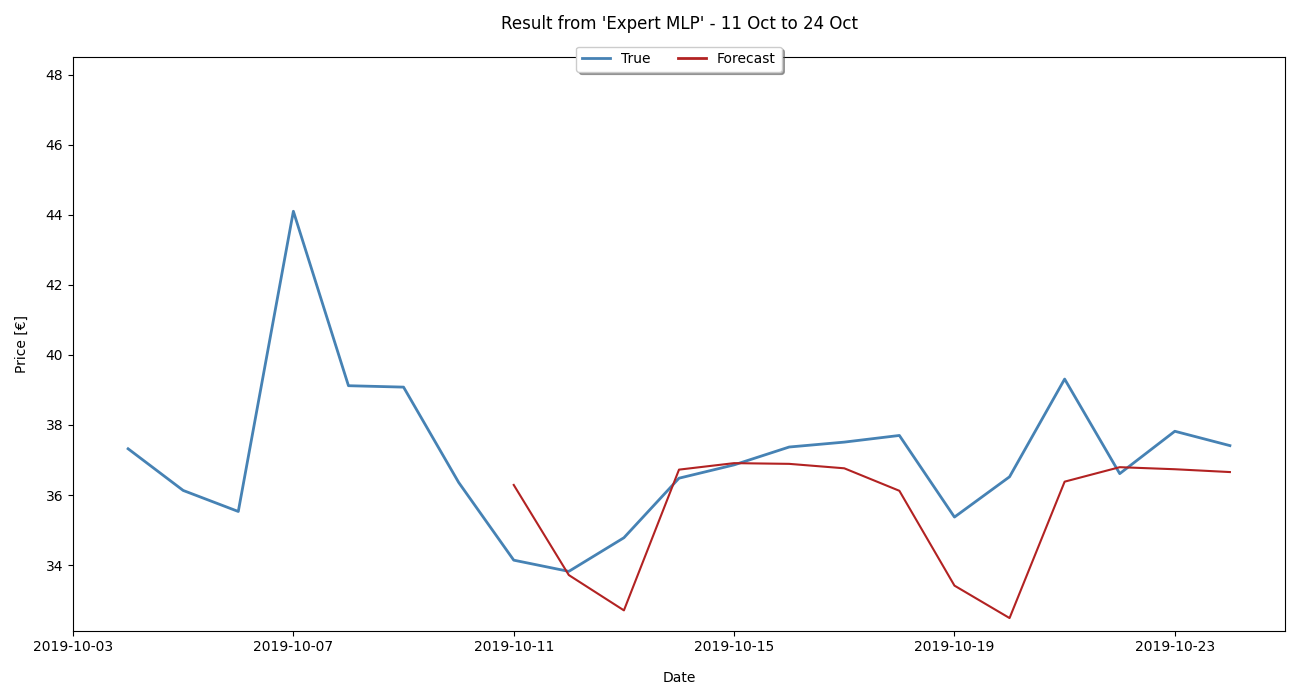 Result from 'Expert MLP' - 11 Oct to 24 Oct
True Forecast
48
46
44
42
40
38
36
34
Price [€]
2019-10-03 2019-10-07 2019-10-11 2019-10-15 2019-10-19 2019-10-23
Date